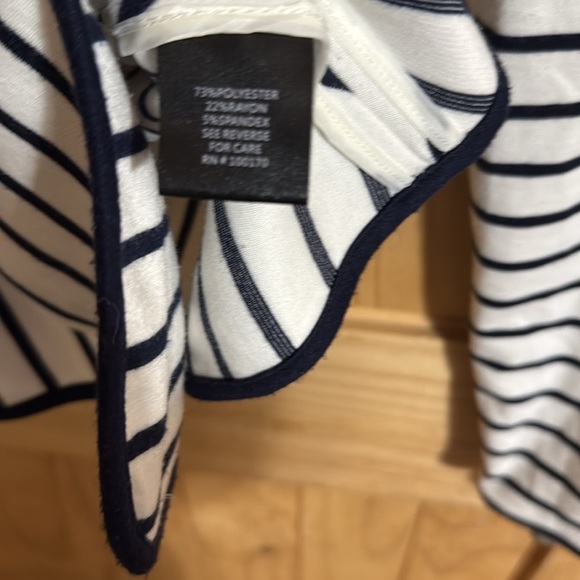 73%POLYESTER
22%RAYON
5%SPANDEX
SEE REVERSE
FOR CARE
RN # 100170